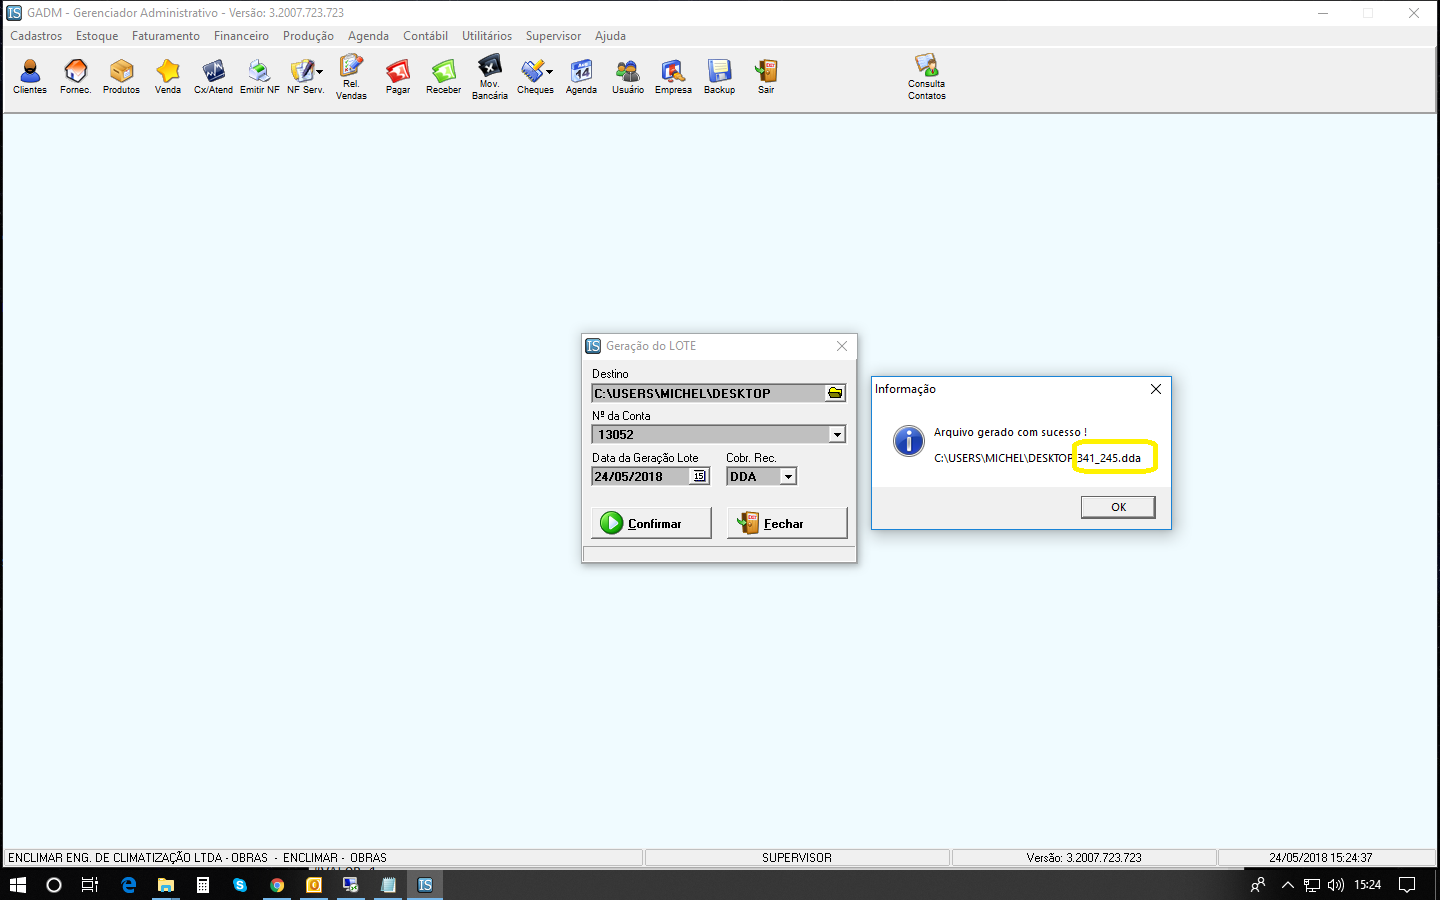 GADM - Gerenciador Administrativo - Versão: 3.2007.723.723
Cadastros Estoque Faturamento Financeiro Produção Agenda Contábil Utilitários Supervisor Ajuda
Clientes Fornec. Produtos Venda Cx/Atend Emitir NF NF Serv. Rel. Vendas Pagar Receber Mov. Bancária Cheques Agenda Usuário Empresa Backup Sair Consulta Contatos
Geração do LOTE
Destino
C:\USERS\MICHEL\DESKTOP
Nº da Conta
13052
Data da Geração Lote Cobr. Rec.
24/05/2018 15 DDA
Confirmar Fechar
Informação
Arquivo gerado com sucesso !
C:\USERS\MICHEL\DESKTOP 341_245.dda
OK
ENCLIMAR ENG. DE CLIMATIZAÇÃO LTDA - OBRAS - ENCLIMAR - OBRAS SUPERVISOR Versão: 3.2007.723.723 24/05/2018 15:24:37
15:24